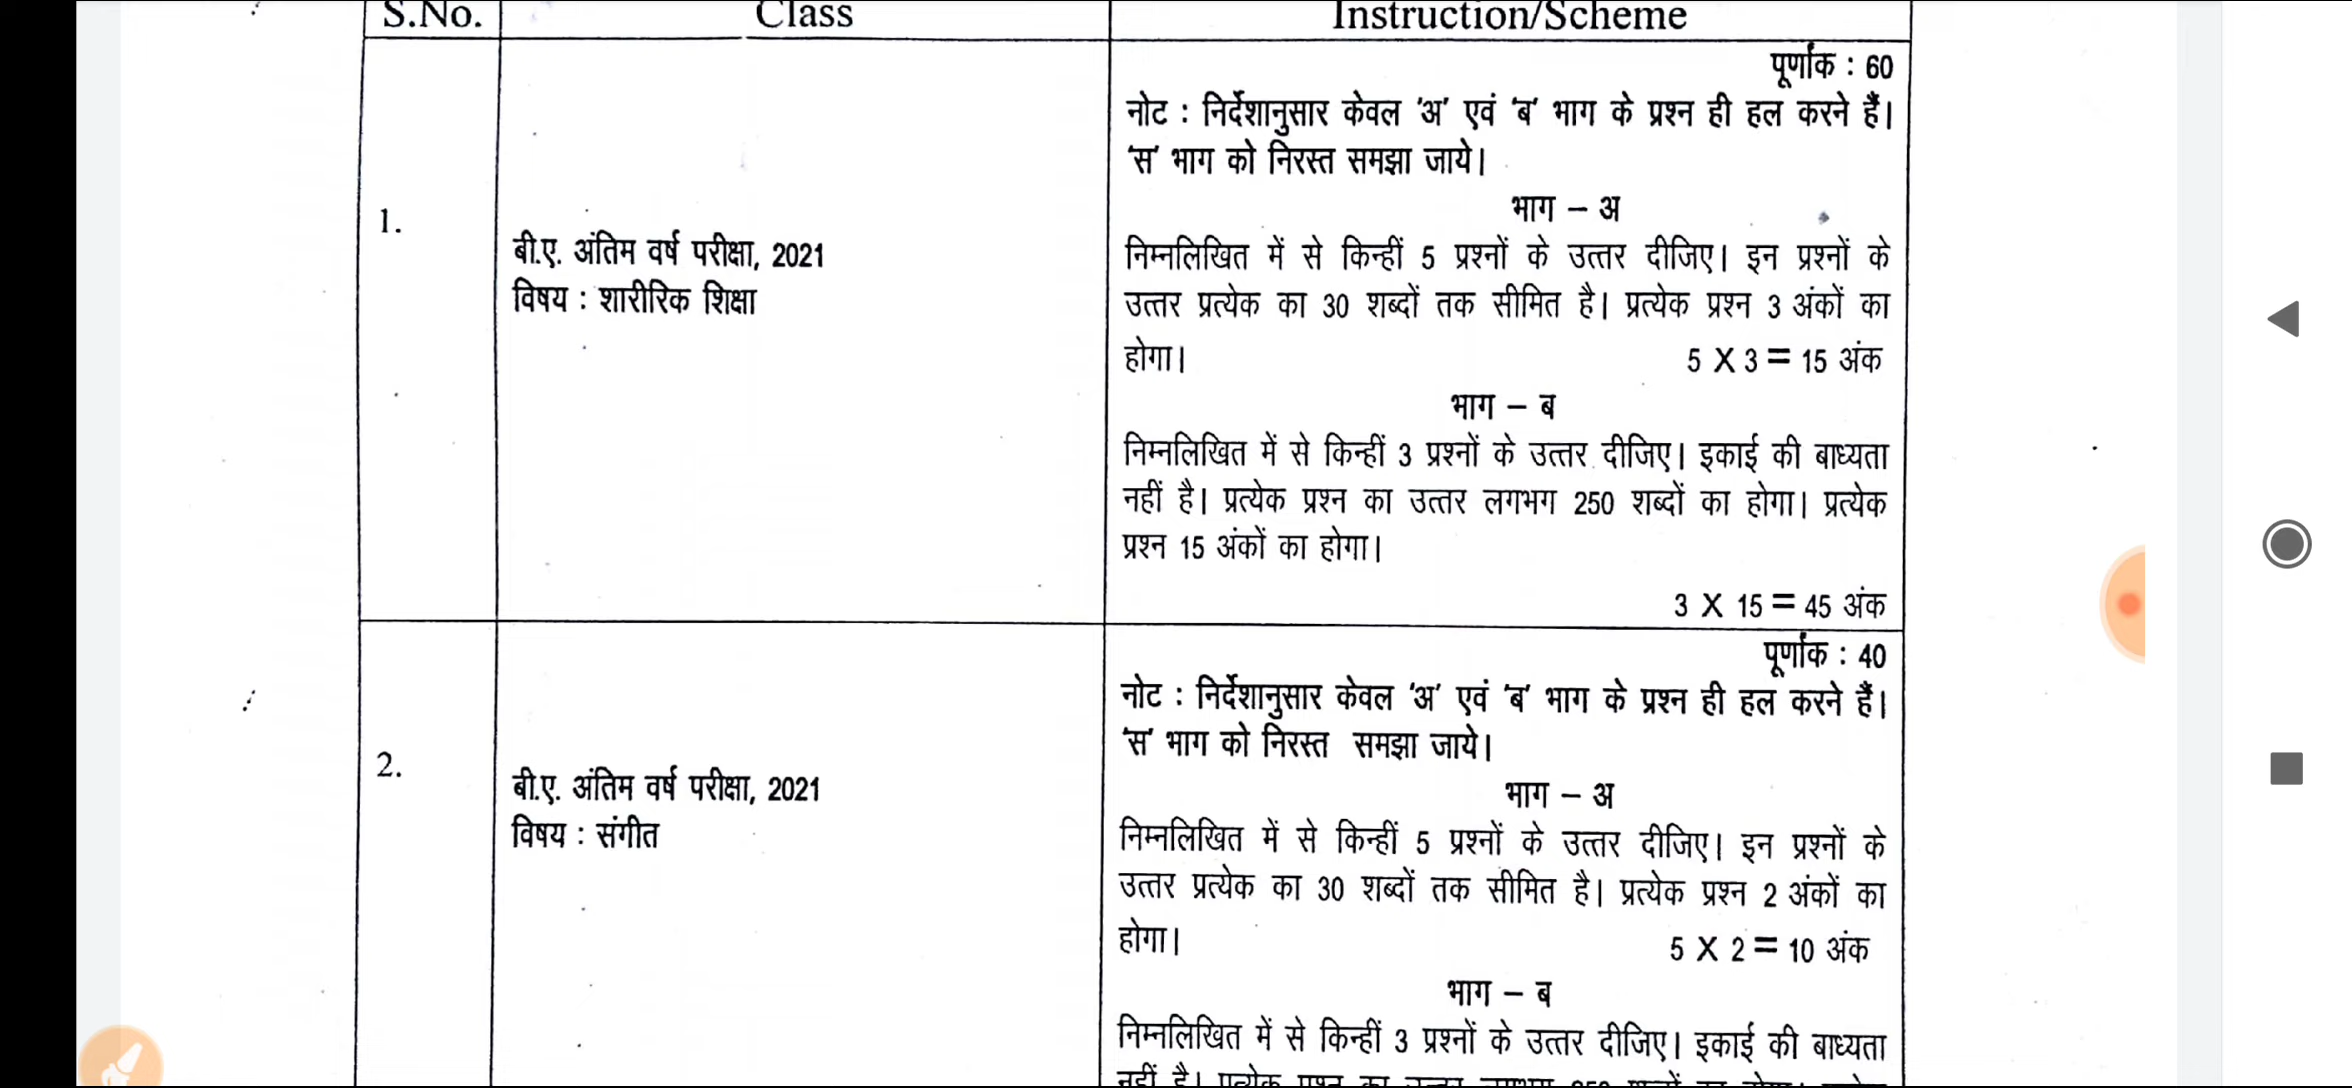 S.No.
Class
Instruction/Scheme
1.
बी.ए. अंतिम वर्ष परीक्षा, 2021
विषय : शारीरिक शिक्षा
पूर्णांक : 60
नोट : निर्देशानुसार केवल 'अ' एवं 'ब' भाग के प्रश्न ही हल करने हैं।
'स' भाग को निरस्त समझा जाये।
भाग – अ
निम्नलिखित में से किन्हीं 5 प्रश्नों के उत्तर दीजिए। इन प्रश्नों के
उत्तर प्रत्येक का 30 शब्दों तक सीमित है। प्रत्येक प्रश्न 3 अंकों का
होगा। 5 X 3 = 15 अंक
भाग – ब
निम्नलिखित में से किन्हीं 3 प्रश्नों के उत्तर दीजिए। इकाई की बाध्यता
नहीं है। प्रत्येक प्रश्न का उत्तर लगभग 250 शब्दों का होगा। प्रत्येक
प्रश्न 15 अंकों का होगा।
3 X 15 = 45 अंक
2.
बी.ए. अंतिम वर्ष परीक्षा, 2021
विषय : संगीत
पूर्णांक : 40
नोट : निर्देशानुसार केवल 'अ' एवं 'ब' भाग के प्रश्न ही हल करने हैं।
'स' भाग को निरस्त समझा जाये।
भाग – अ
निम्नलिखित में से किन्हीं 5 प्रश्नों के उत्तर दीजिए। इन प्रश्नों के
उत्तर प्रत्येक का 30 शब्दों तक सीमित है। प्रत्येक प्रश्न 2 अंकों का
होगा। 5 X 2 = 10 अंक
भाग – ब
निम्नलिखित में से किन्हीं 3 प्रश्नों के उत्तर दीजिए। इकाई की बाध्यता